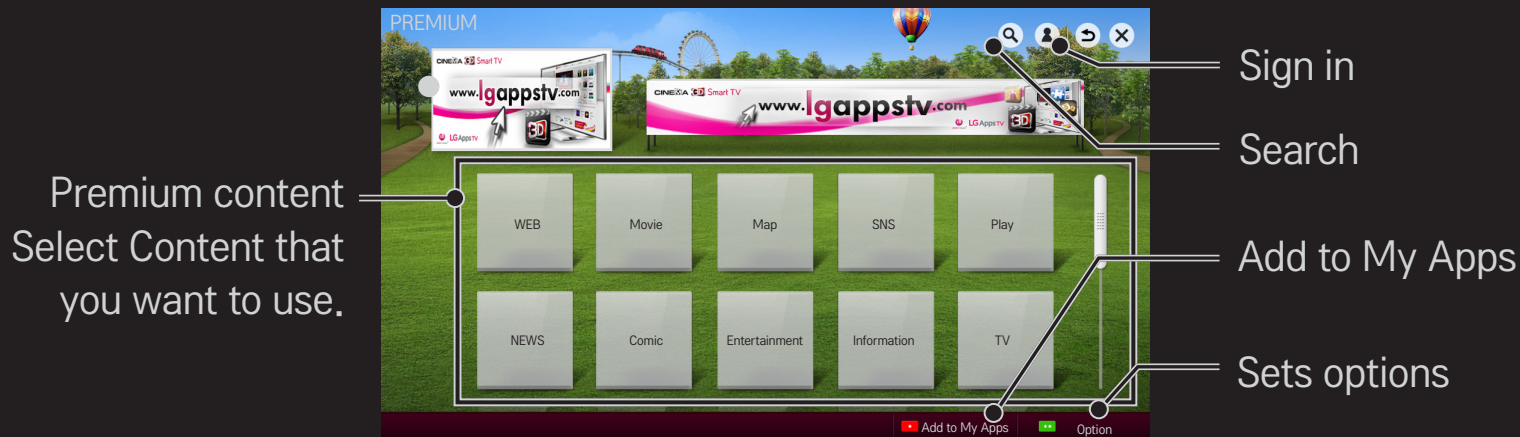 PREMIUM
CINEMA 3D Smart TV
www.lgappstv.com
3D
LG Apps TV
CINEMA 3D Smart TV
www.lgappstv.com
LG Apps TV
3D
Sign in
Search
Premium content
Select Content that
you want to use.
WEB
Movie
Map
SNS
Play
NEWS
Comic
Entertainment
Information
TV
Add to My Apps
Sets options
Add to My Apps
Option